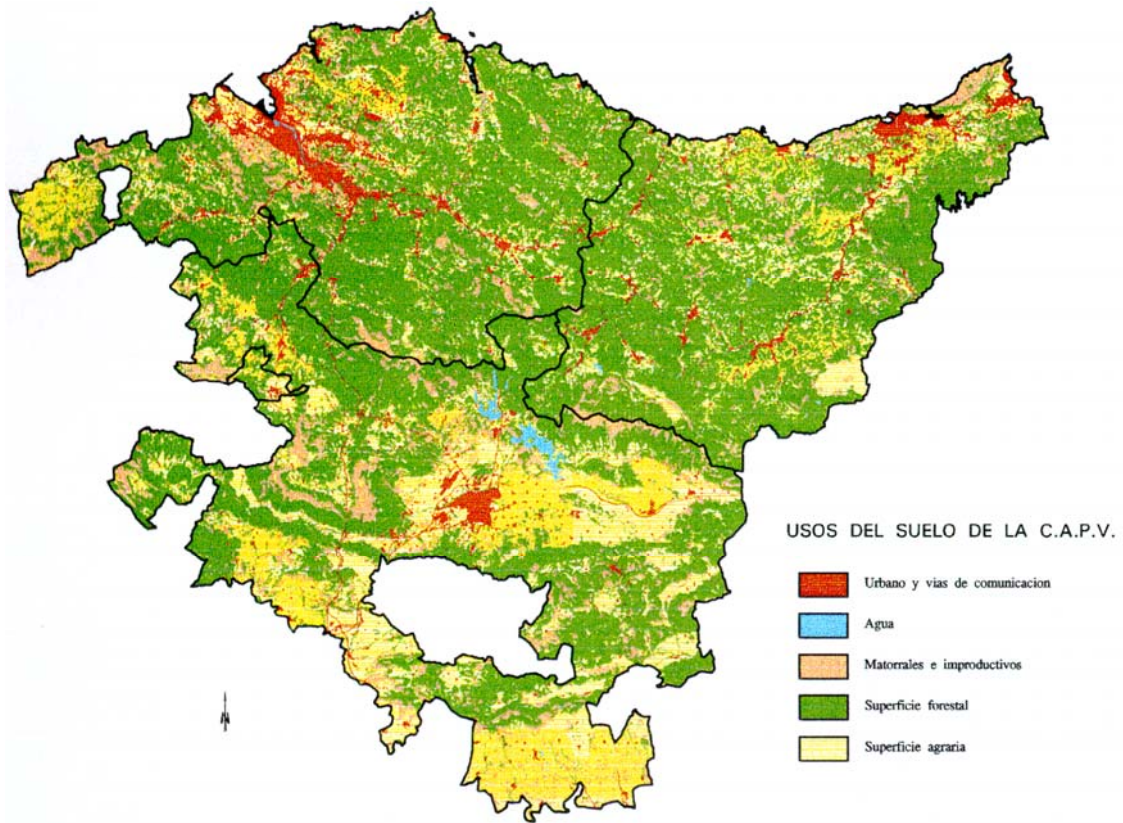 USOS DEL SUELO DE LA C.A.P.V.
Urbano y vias de comunicacion
Agua
Matorrales e improductivos
Superficie forestal
Superficie agraria
N